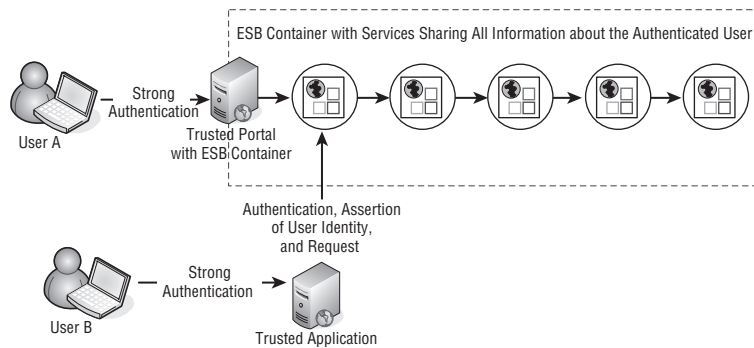 ESB Container with Services Sharing All Information about the Authenticated User
Strong
Authentication
User A
Trusted Portal
with ESB Container
Authentication, Assertion
of User Identity,
and Request
Strong
Authentication
User B
Trusted Application